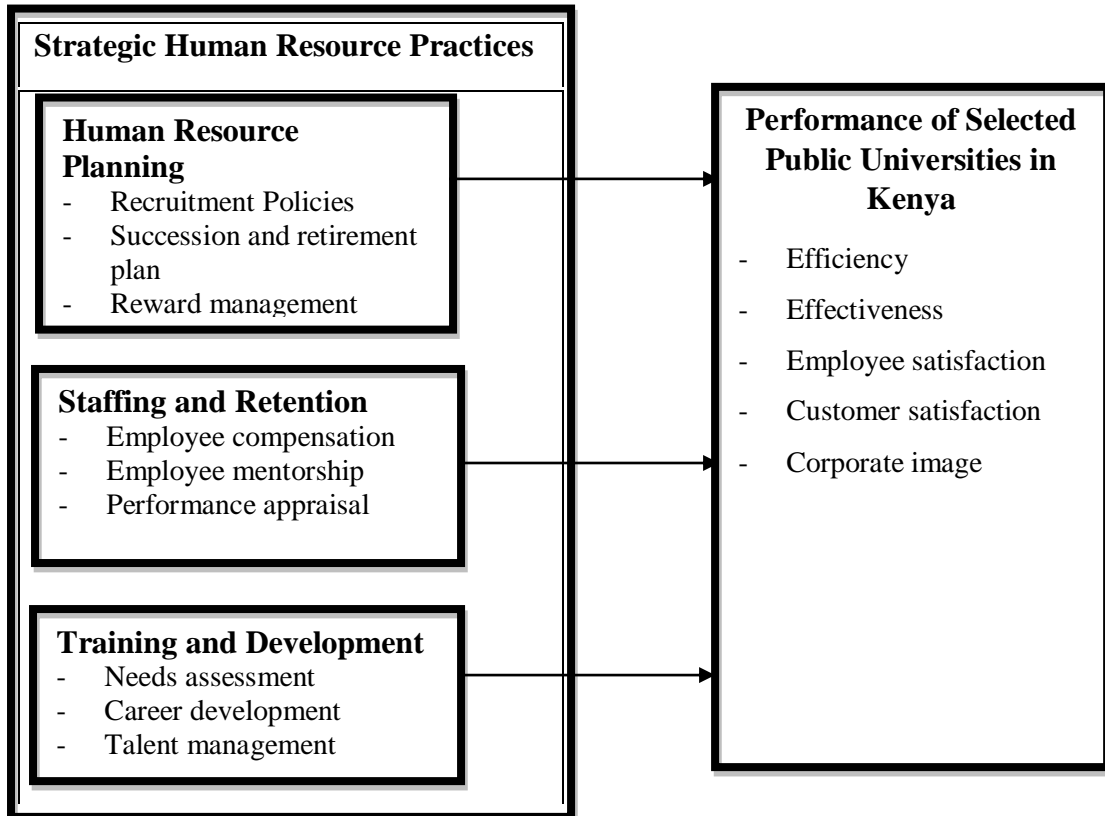 Strategic Human Resource Practices
Human Resource
Planning
- Recruitment Policies
- Succession and retirement
plan
- Reward management
Staffing and Retention
- Employee compensation
- Employee mentorship
- Performance appraisal
Training and Development
- Needs assessment
- Career development
- Talent management
Performance of Selected
Public Universities in
Kenya
- Efficiency
- Effectiveness
- Employee satisfaction
- Customer satisfaction
- Corporate image